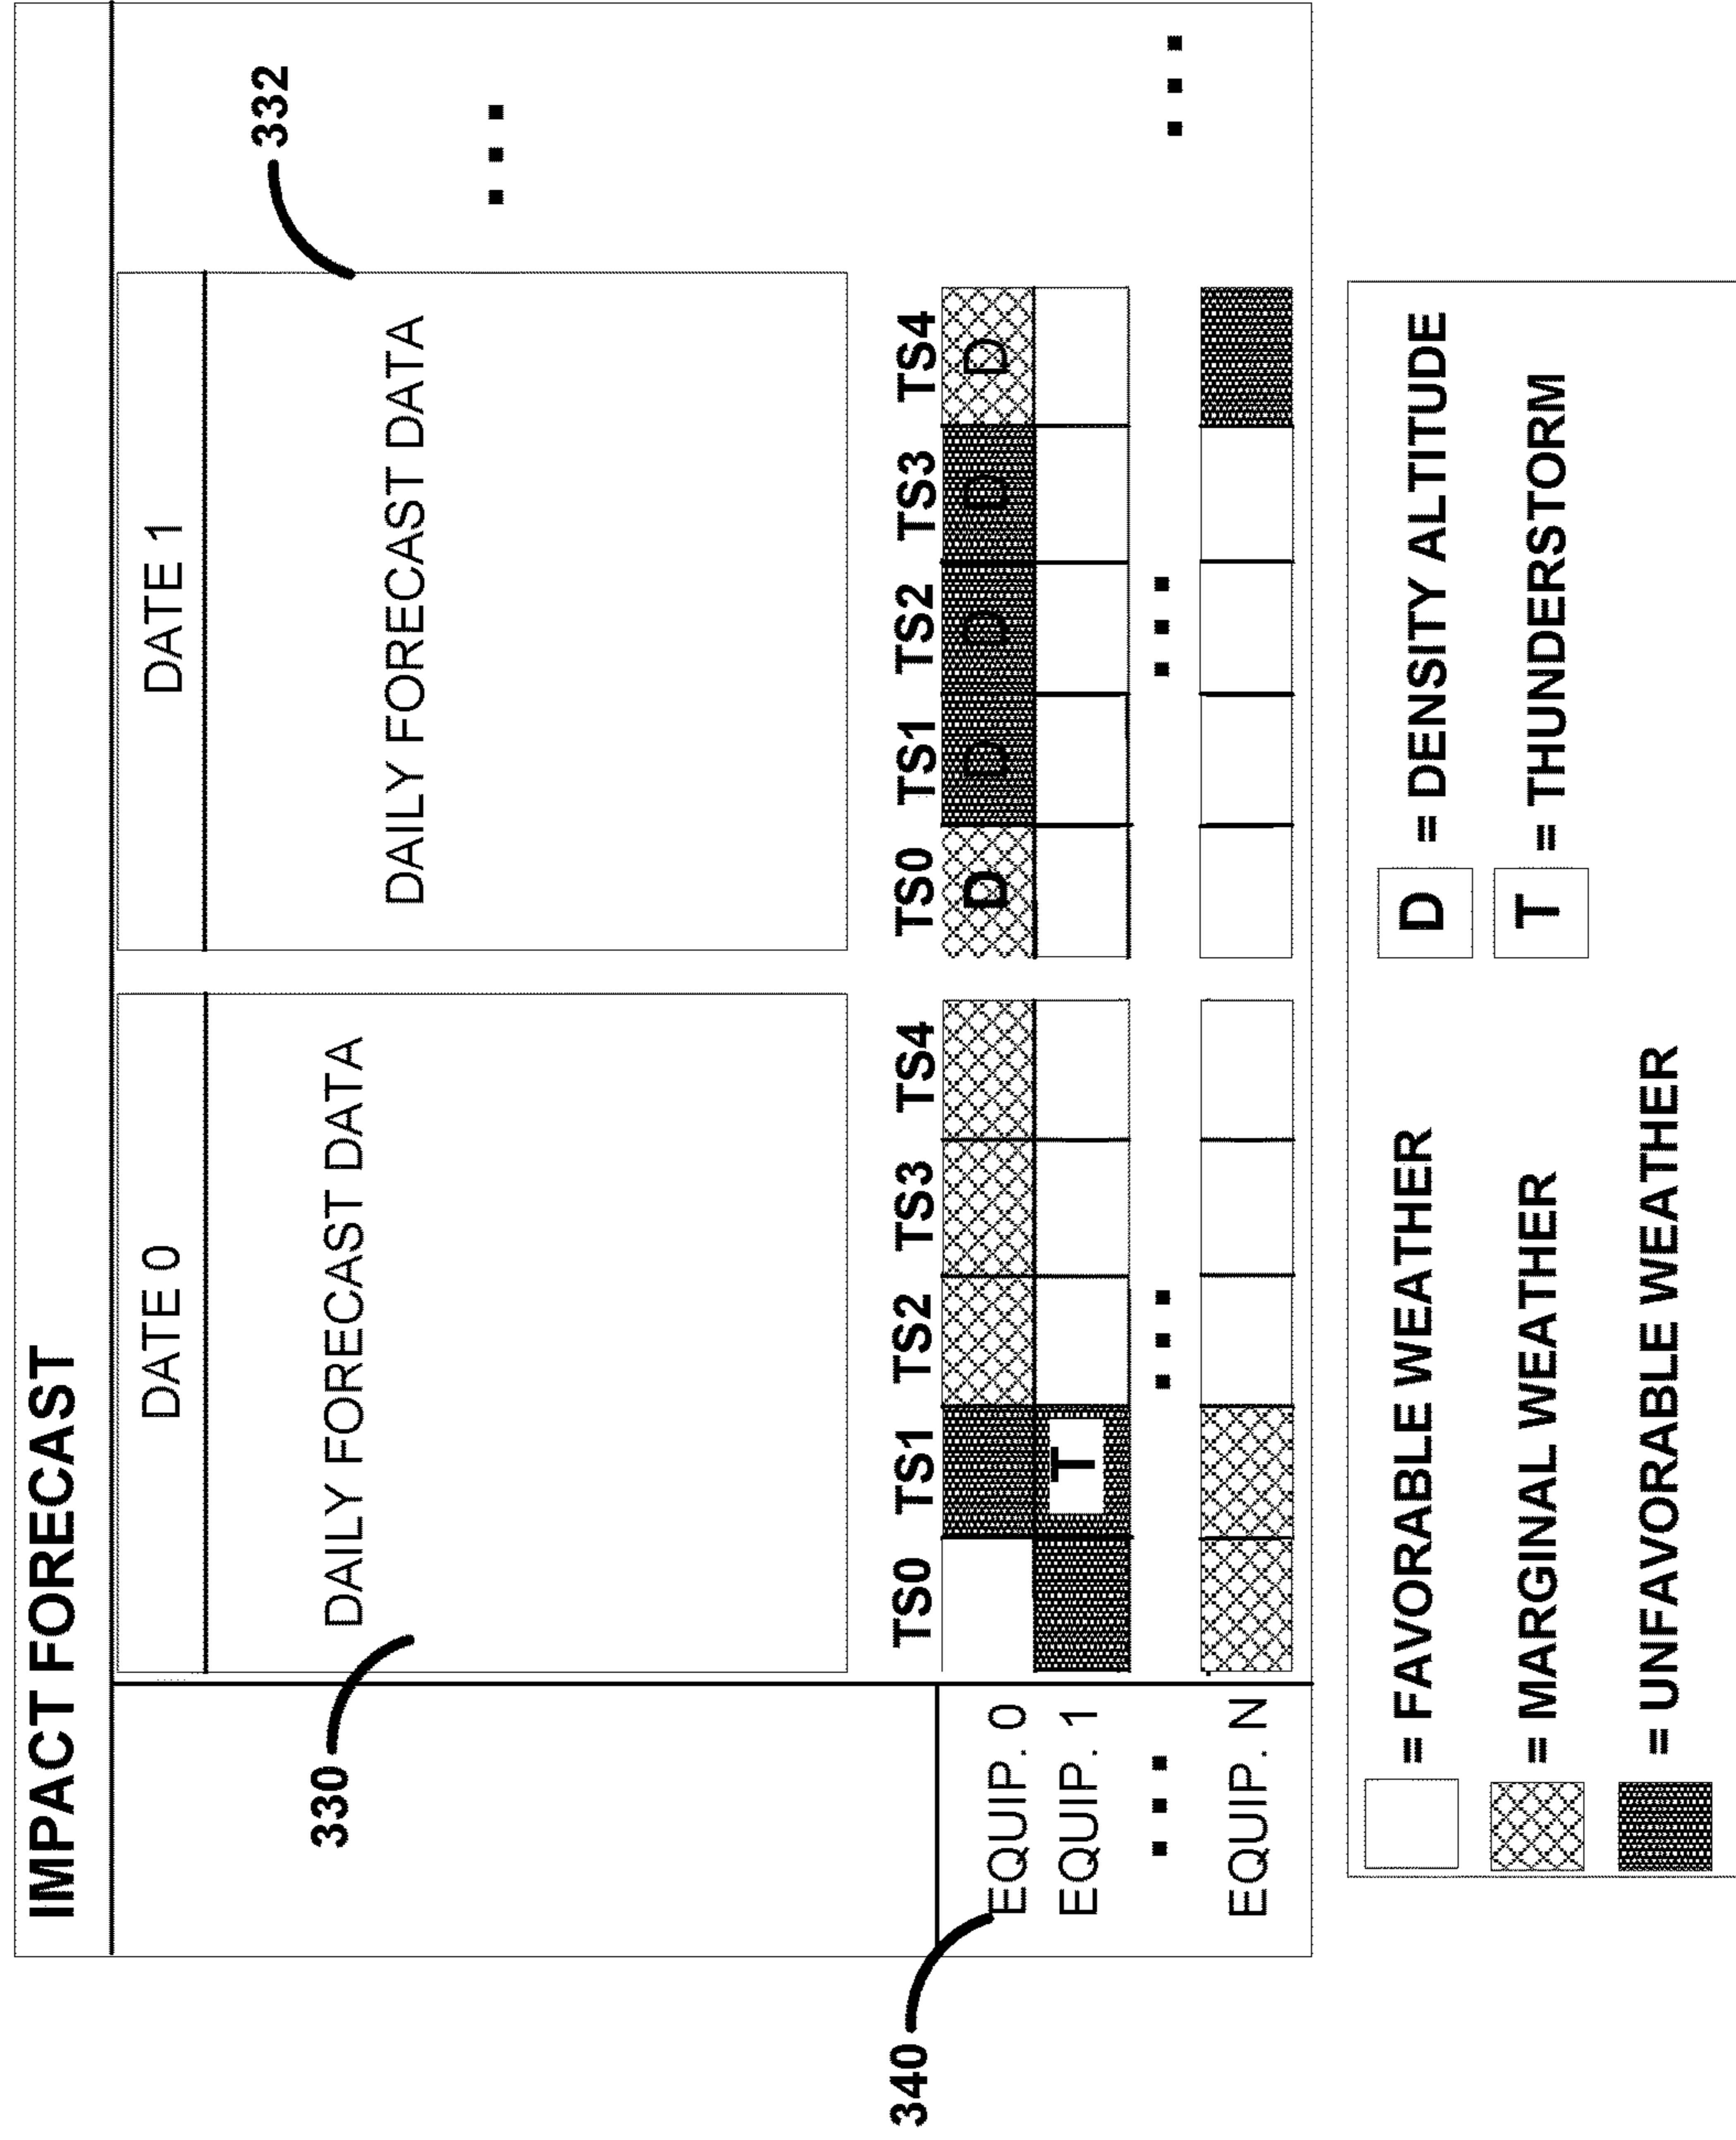 IMPACT FORECAST
DATE 0 DATE 1
332
330
DAILY FORECAST DATA DAILY FORECAST DATA
340
TS0 TS1 TS2 TS3 TS4 TS0 TS1 TS2 TS3 TS4
EQUIP. 0 D D D D D
EQUIP. 1 T
EQUIP. N
= FAVORABLE WEATHER D = DENSITY ALTITUDE
= MARGINAL WEATHER T = THUNDERSTORM
= UNFAVORABLE WEATHER